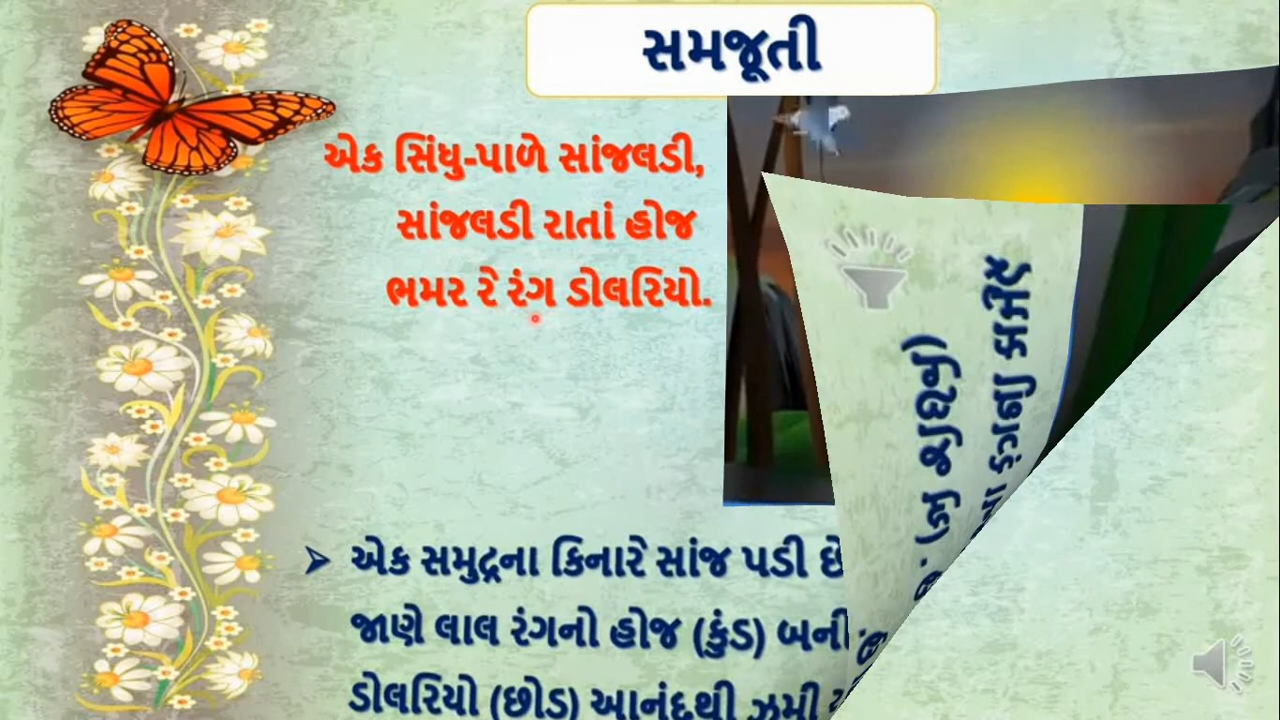 સમજૂતી
એક સિંધુ-પાળે સાંજલડી,
સાંજલડી રાતાં હોજ
ભમર રે રંગ ડોલરિયો.
એક સમુદ્રના કિનારે સાંજ પડી છે
જાણે લાલ રંગનો હોજ (કુંડ) બની
ડોલરિયો (છોડ) આનંદથી ઝૂમી